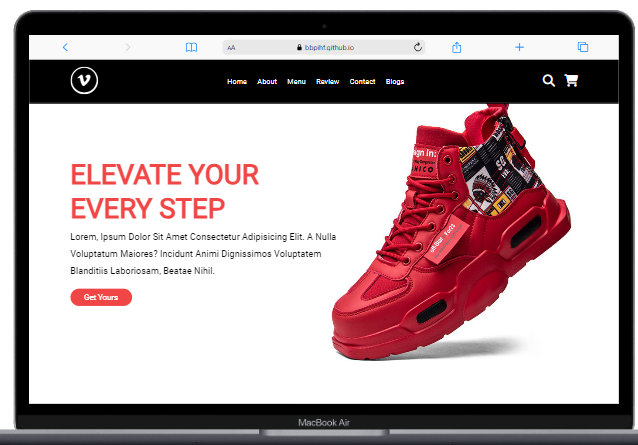 AA
bbpihf.github.io
Home About Menu Review Contact Blogs
ELEVATE YOUR
EVERY STEP
Lorem, Ipsum Dolor Sit Amet Consectetur Adipisicing Elit. A Nulla
Voluptatum Maiores? Incidunt Animi Dignissimos Voluptatem
Blanditiis Laboriosam, Beatae Nihil.
Get Yours
MacBook Air